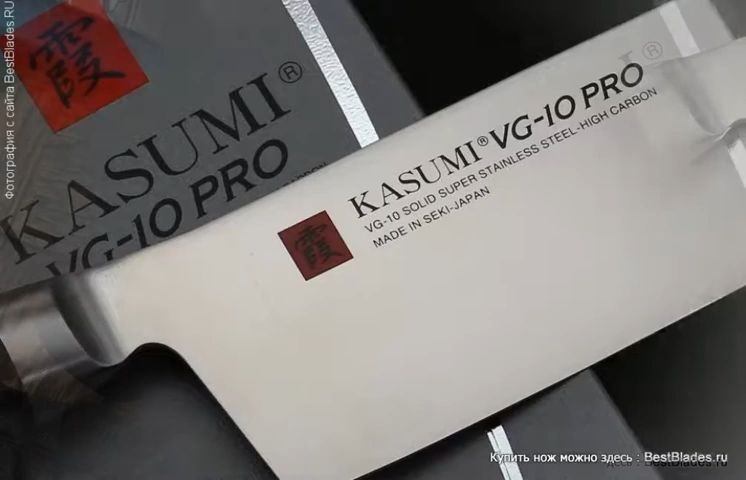 Фотография с сайта BestBlades.RU
霞
KASUMI®
VG-10 PRO
霞
KASUMI® VG-10 PRO
VG-10 SOLID SUPER STAINLESS STEEL-HIGH CARBON
MADE IN SEKI-JAPAN
Купить нож можно здесь : BestBlades.ru